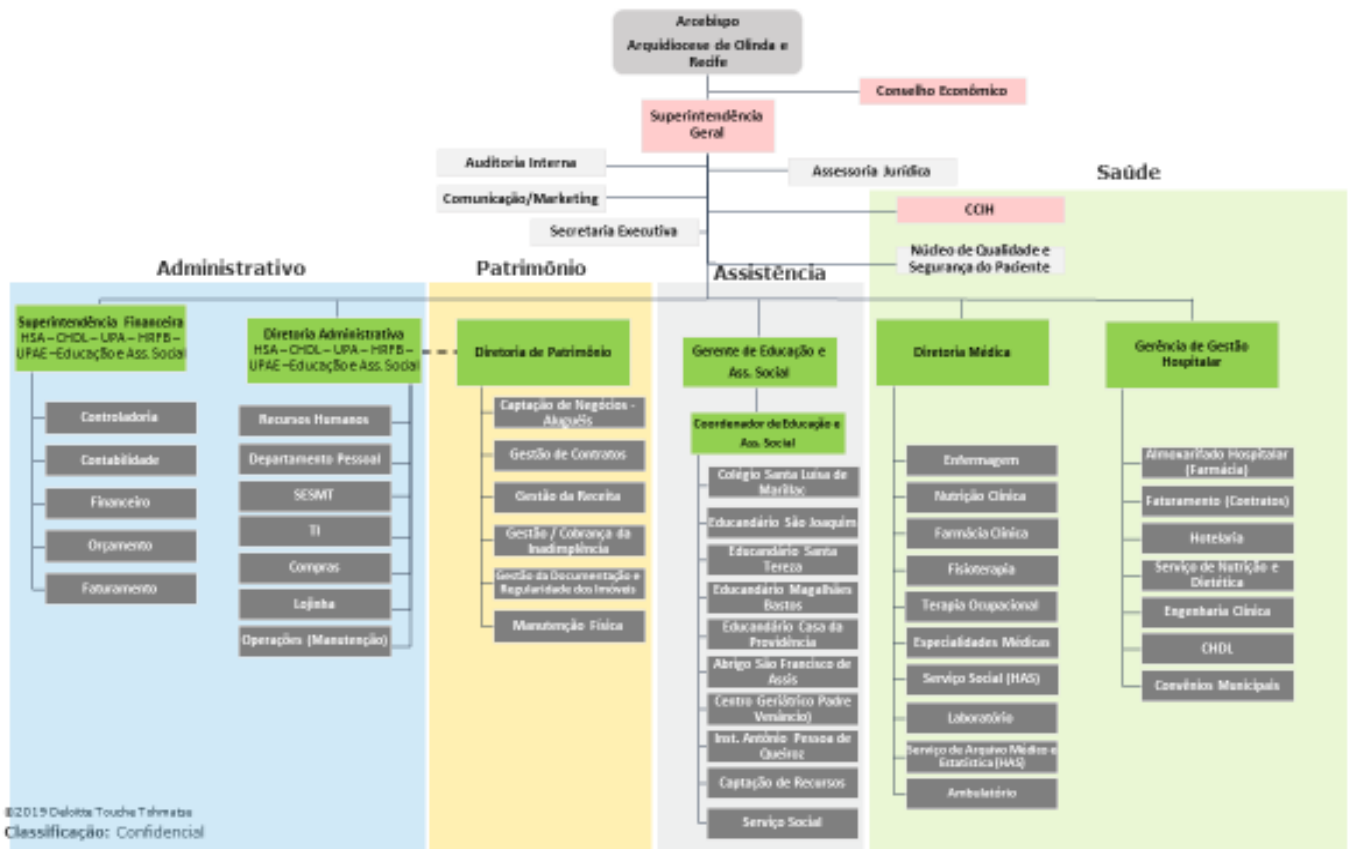 Arcebispo
Arquidiocese de Olinda e
Recife
Conselho Económico
Superintendência
Geral
Auditoria Interna
Assessoria Jurídica
Saúde
Comunicação/Marketing
CCIH
Secretaria Executiva
Núcleo de Qualidade e
Segurança do Paciente
Administrativo
Patrimônio
Assistência
Superintendência Financeira
HSA – CHDL – UPA – HRFB –
UPAE –Educação e Ass. Social
Diretoria Administrativa
HSA – CHDL – UPA – HRFB –
UPAE –Educação e Ass. Social
Diretoria de Patrimônio
Gerente de Educação e
Ass. Social
Diretoria Médica
Gerência de Gestão
Hospitalar
Controladoria
Contabilidade
Financeiro
Orçamento
Faturamento
Recursos Humanos
Departamento Pessoal
SESMT
TI
Compras
Lojinha
Operações (Manutenção)
Captação de Negócios -
Aluguéis
Gestão de Contratos
Gestão da Receita
Gestão / Cobrança da
Inadimplência
Gestão da Documentação e
Regularidade dos Imóveis
Manutenção Física
Coordenador de Educação e
Ass. Social
Colégio Santa Luísa de
Marillac
Educandário São Joaquim
Educandário Santa
Tereza
Educandário Magalhães
Bastos
Educandário Casa da
Providência
Abrigo São Francisco de
Assis
Centro Geriátrico Padre
Venâncio)
Inst. Antônio Pessoa de
Queiroz
Captação de Recursos
Serviço Social
Enfermagem
Nutrição Clínica
Farmácia Clínica
Fisioterapia
Terapia Ocupacional
Especialidades Médicas
Serviço Social (HAS)
Laboratório
Serviço de Arquivo Médico e
Estatística (HAS)
Ambulatório
Almoxarifado Hospitalar
(Farmácia)
Faturamento (Contratos)
Hotelaria
Serviço de Nutrição e
Dietética
Engenharia Clínica
CHDL
Convênios Municipais
©2019 Deloitte Touche Tohmatsu
Classificação: Confidencial